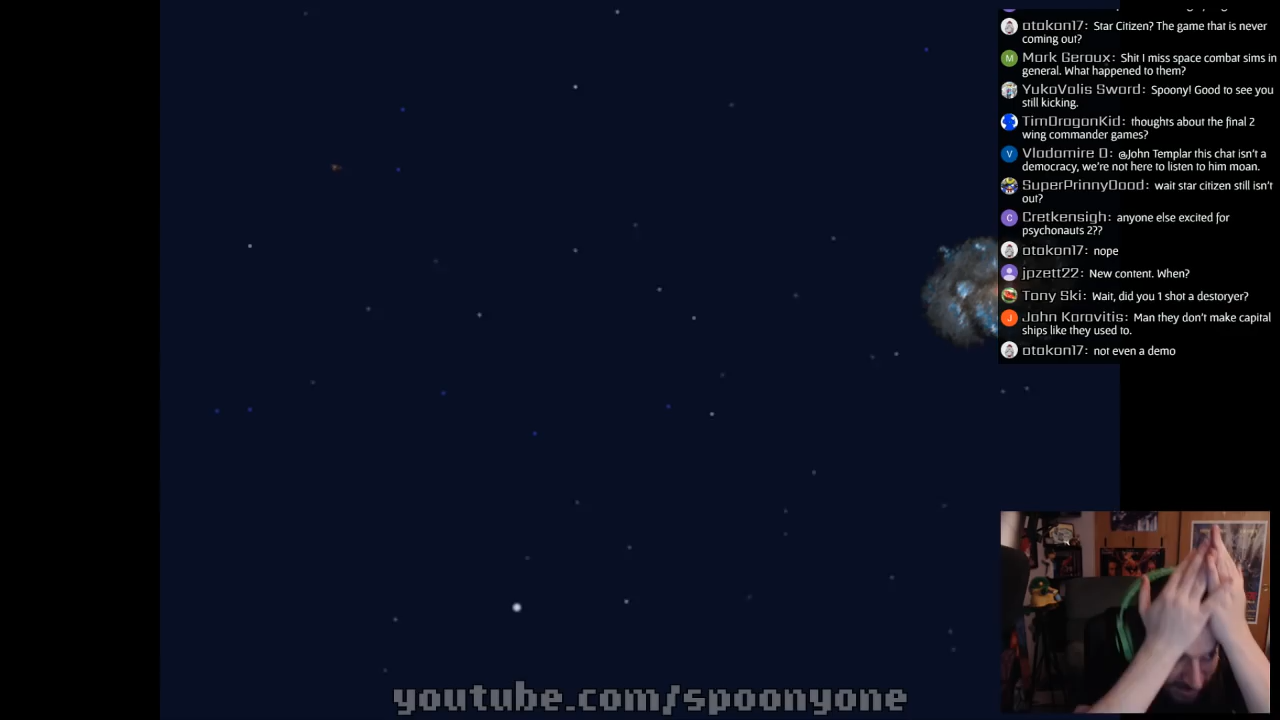 otakon17: Star Citizen? The game that is never
coming out?
Mark Geroux: Shit I miss space combat sims in
general. What happened to them?
YukaValis Sword: Spoony! Good to see you
still kicking.
TimDragonKid: thoughts about the final 2
wing commander games?
V Vladamire D: @John Templar this chat isn't a
democracy, we're not here to listen to him moan.
SuperPrinnyDood: wait star citizen still isn't
out?
C Cretkensigh: anyone else excited for
psychonauts 2??
otakon17: nope
jpzett22: New content. When?
Tony Ski: Wait, did you 1 shot a destoryer?
J John Karavitis: Man they don't make capital
ships like they used to.
otakon17: not even a demo
youtube.com/spoonyone